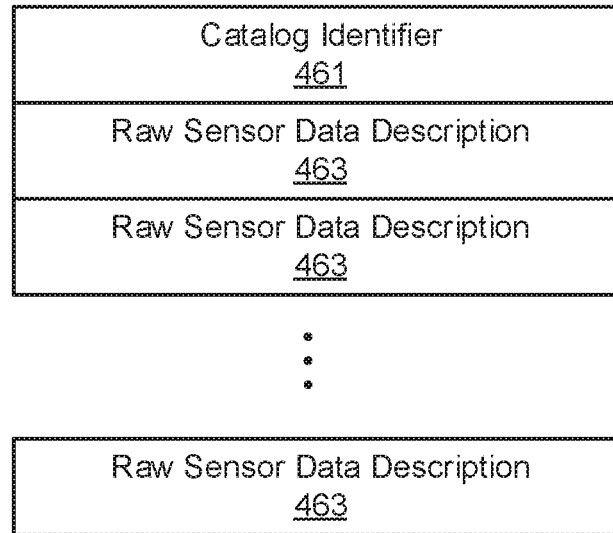 Catalog Identifier
461
Raw Sensor Data Description
463
Raw Sensor Data Description
463
Raw Sensor Data Description
463